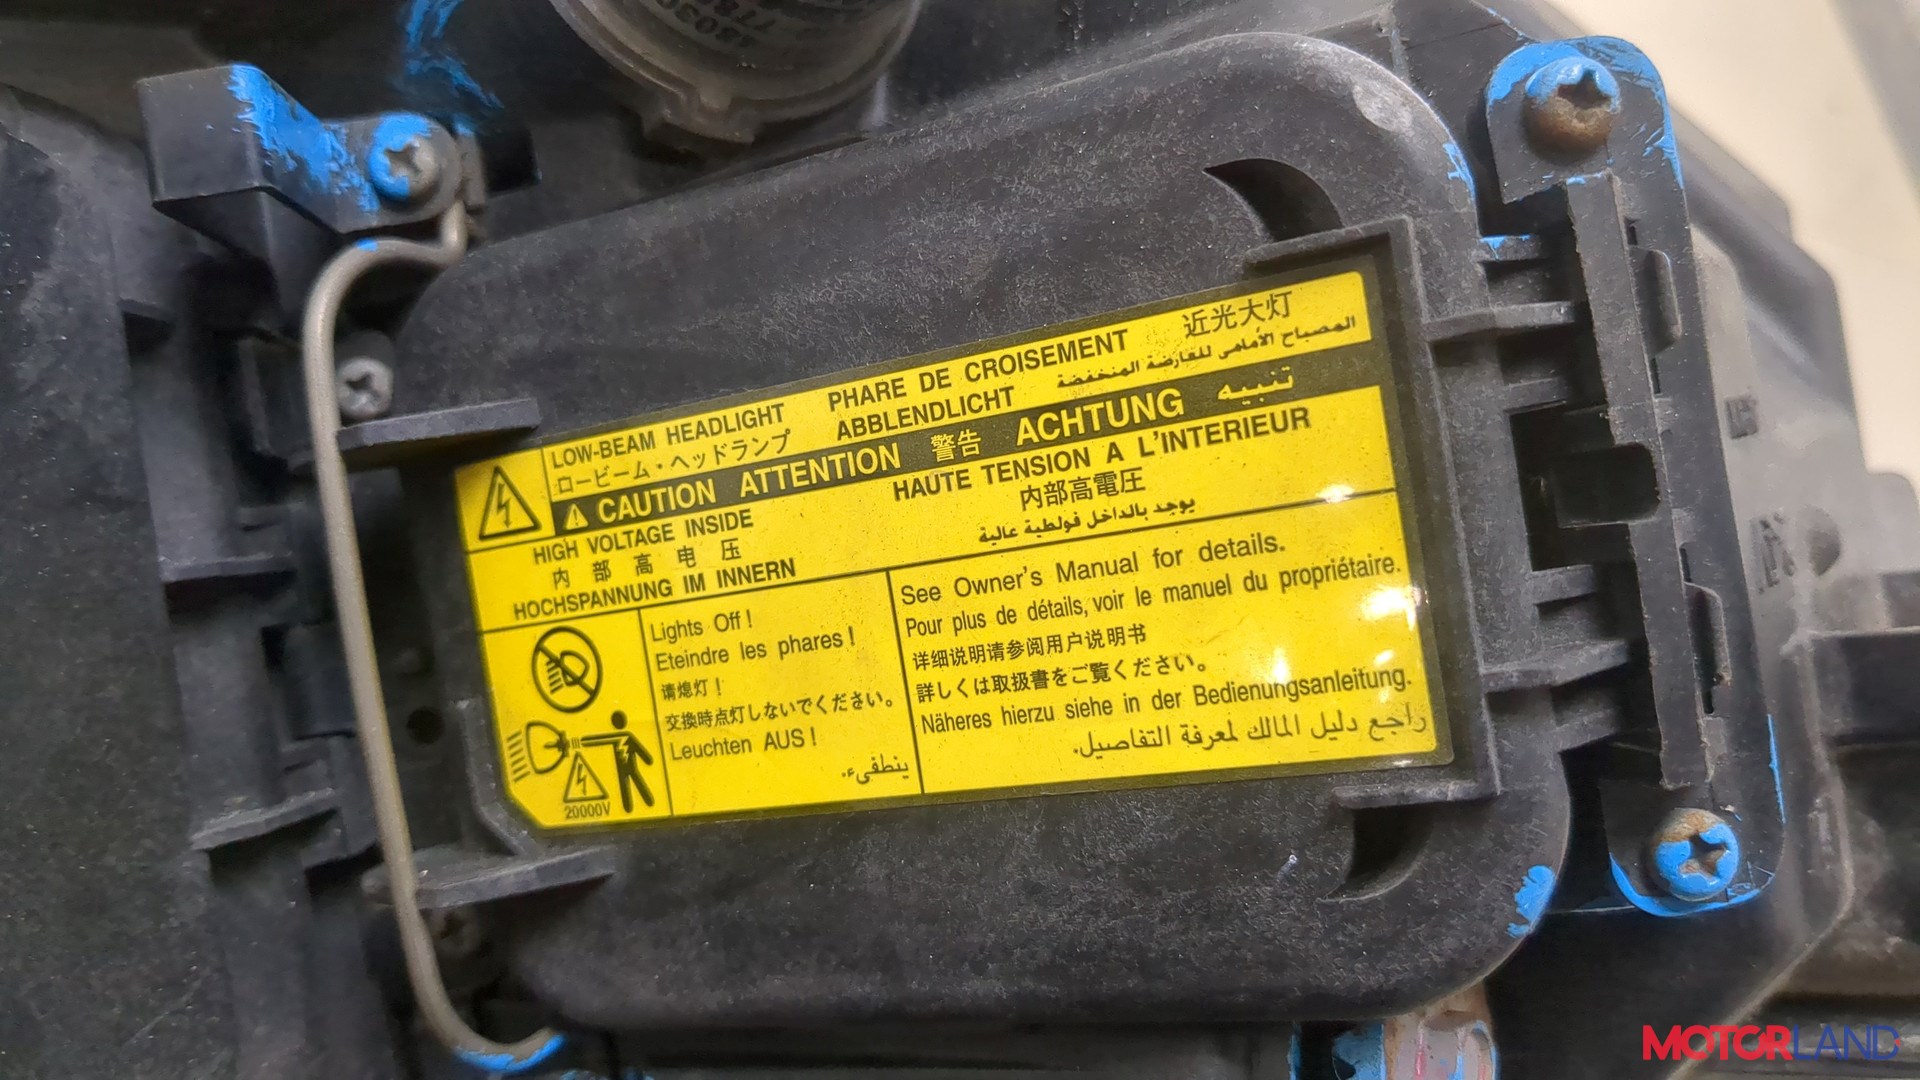 LOW-BEAM HEADLIGHT PHARE DE CROISEMENT 近光大灯
ロービーム・ヘッドランプ ABBLENDLICHT المصباح الأمامى للعارضة المنخفضة
CAUTION ATTENTION 警告 ACHTUNG تنبيه
HIGH VOLTAGE INSIDE HAUTE TENSION A L'INTERIEUR
内部高电压 内部高電圧
HOCHSPANNUNG IM INNERN يوجد بالداخل فولطية عالية
Lights Off!
Eteindre les phares!
请熄灯!
交換時点灯しないでください。
Leuchten AUS!
ينطفىء.
20000V
See Owner's Manual for details.
Pour plus de détails, voir le manuel du propriétaire.
详细说明请参阅用户说明书
詳しくは取扱書をご覧ください。
Näheres hierzu siehe in der Bedienungsanleitung.
راجع دليل المالك لمعرفة التفاصيل.
MOTORLAND